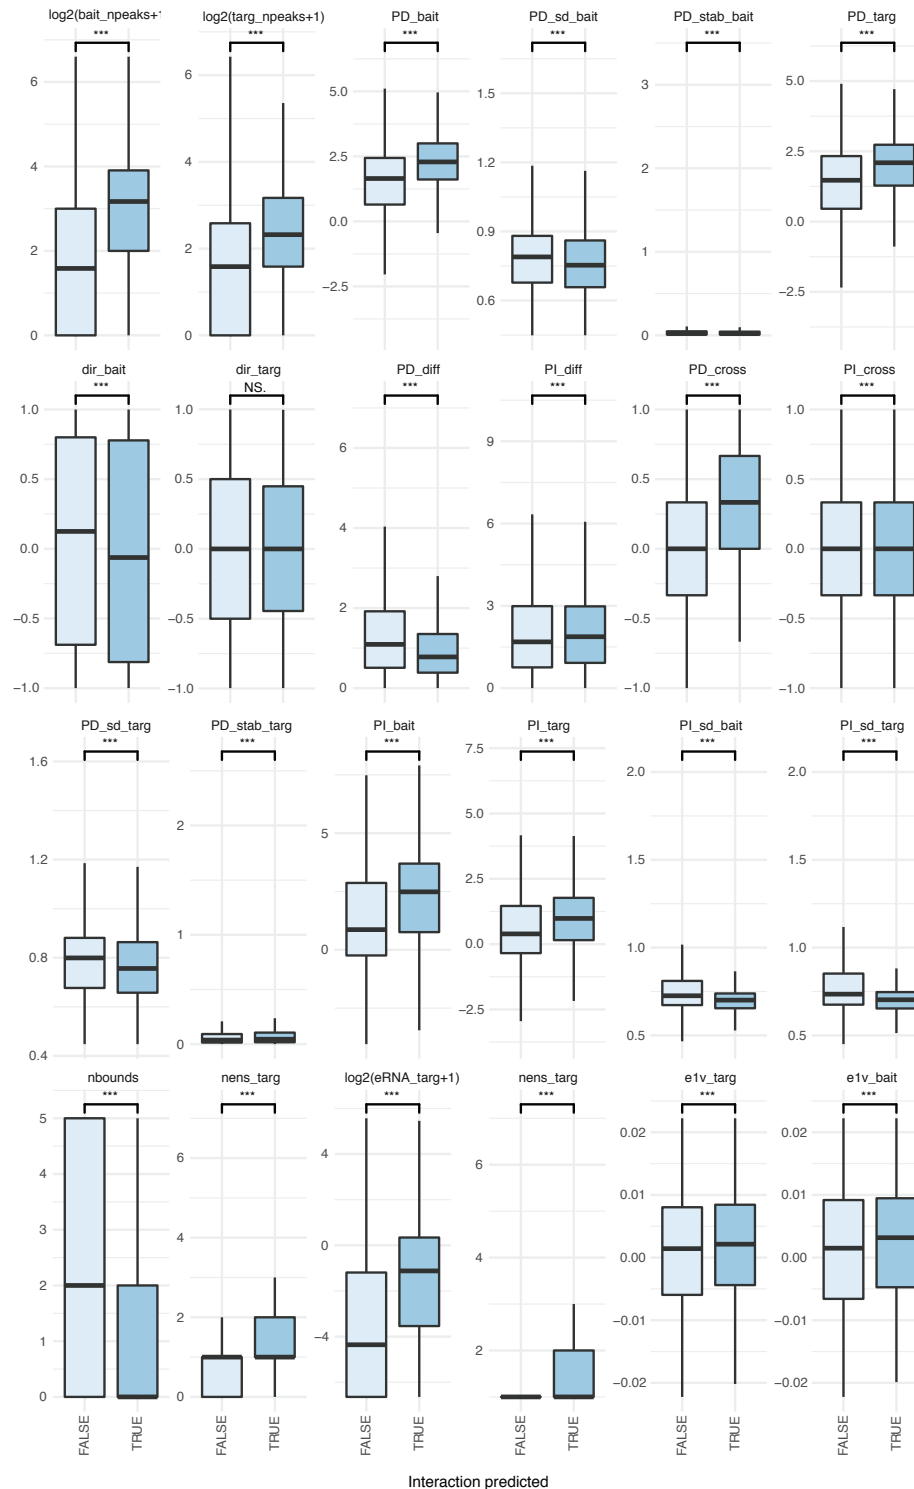 log2(bait_npeaks+1
log2(targ_npeaks+1)
PD_bait
PD_sd_bait
PD_stab_bait
PD_targ
*** *** *** *** *** ***
6
4
2
0
6
4
2
0
5.0
2.5
0.0
−2.5
1.5
1.2
0.9
0.6
3
2
1
0
5.0
2.5
0.0
−2.5
dir_bait
dir_targ
PD_diff
PI_diff
PD_cross
PI_cross
*** NS. *** *** *** ***
1.0
0.5
0.0
−0.5
−1.0
1.0
0.5
0.0
−0.5
−1.0
6
4
2
0
9
6
3
0
1.0
0.5
0.0
−0.5
−1.0
1.0
0.5
0.0
−0.5
−1.0
PD_sd_targ
PD_stab_targ
PI_bait
PI_targ
PI_sd_bait
PI_sd_targ
*** *** *** *** *** ***
1.6
1.2
0.8
0.4
2
1
0
5
0
7.5
5.0
2.5
0.0
−2.5
2.0
1.5
1.0
0.5
2.0
1.5
1.0
0.5
nbounds
nens_targ
log2(eRNA_targ+1)
nens_targ
e1v_targ
e1v_bait
*** *** *** *** *** ***
5
4
3
2
1
0
6
4
2
0
4
0
−4
6
4
2
0.02
0.01
0.00
−0.01
−0.02
0.02
0.01
0.00
−0.01
−0.02
FALSE
TRUE
FALSE
TRUE
FALSE
TRUE
FALSE
TRUE
FALSE
TRUE
FALSE
TRUE
Interaction predicted